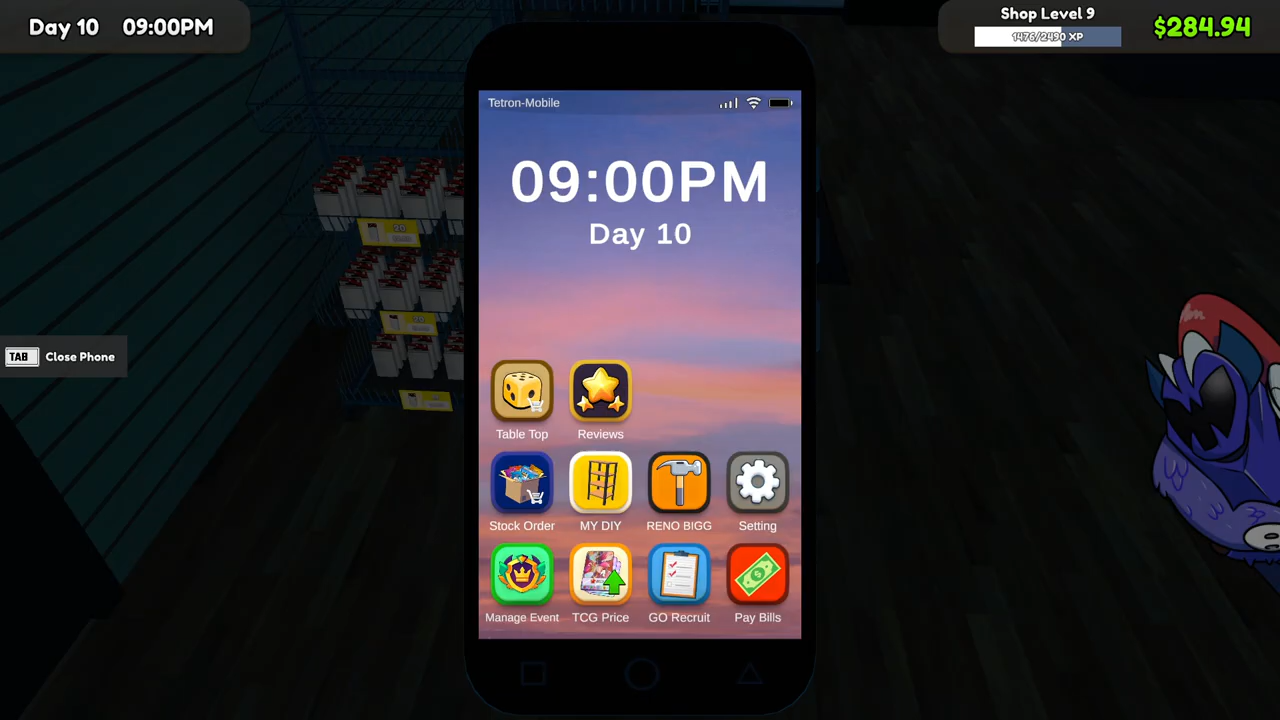 Day 10 09:00PM
Shop Level 9
1476/2490 XP
$284.94
Tetron-Mobile
09:00PM
Day 10
TAB Close Phone
Table Top Reviews
Stock Order MY DIY RENO BIGG Setting
Manage Event TCG Price GO Recruit Pay Bills